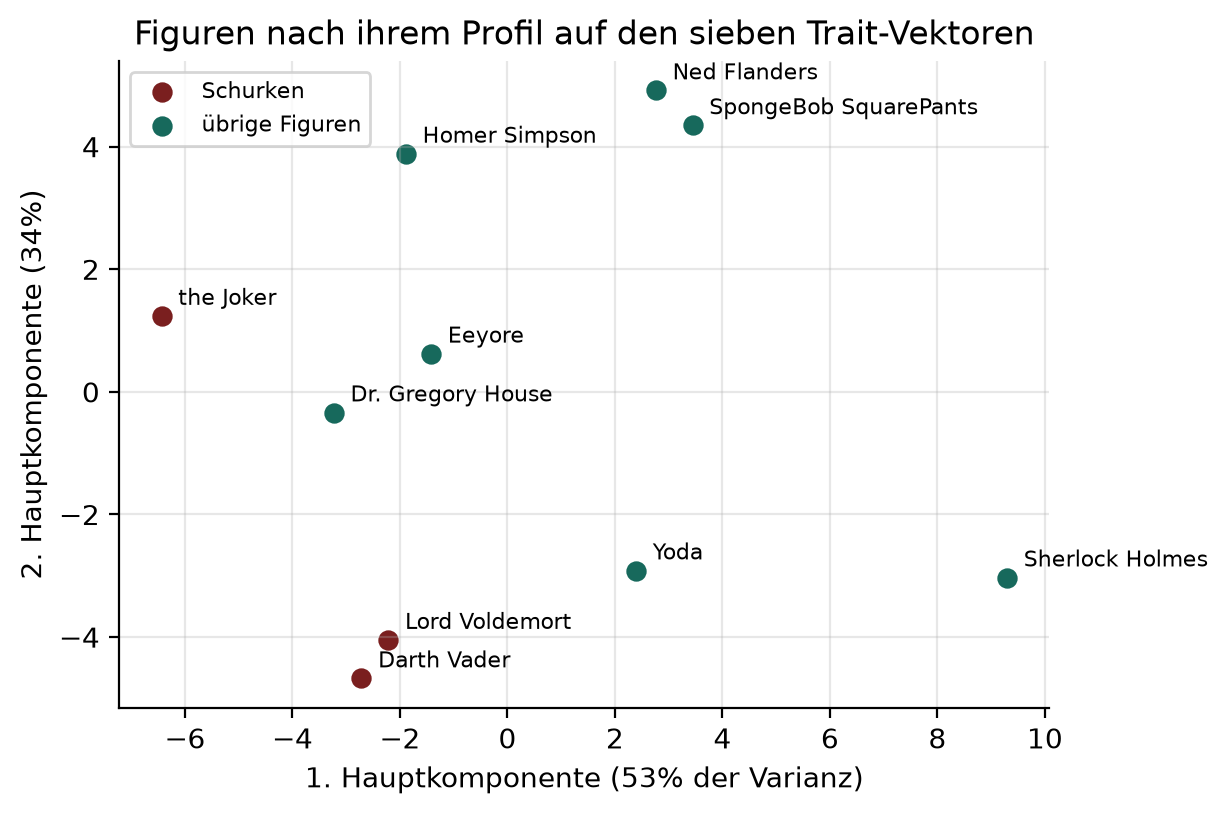 Figuren nach ihrem Profil auf den sieben Trait-Vektoren
Schurken
übrige Figuren
Ned Flanders
SpongeBob SquarePants
Homer Simpson
the Joker
Eeyore
Dr. Gregory House
Yoda
Sherlock Holmes
Lord Voldemort
Darth Vader
4
2
0
−2
−4
2. Hauptkomponente (34%)
−6 −4 −2 0 2 4 6 8 10
1. Hauptkomponente (53% der Varianz)